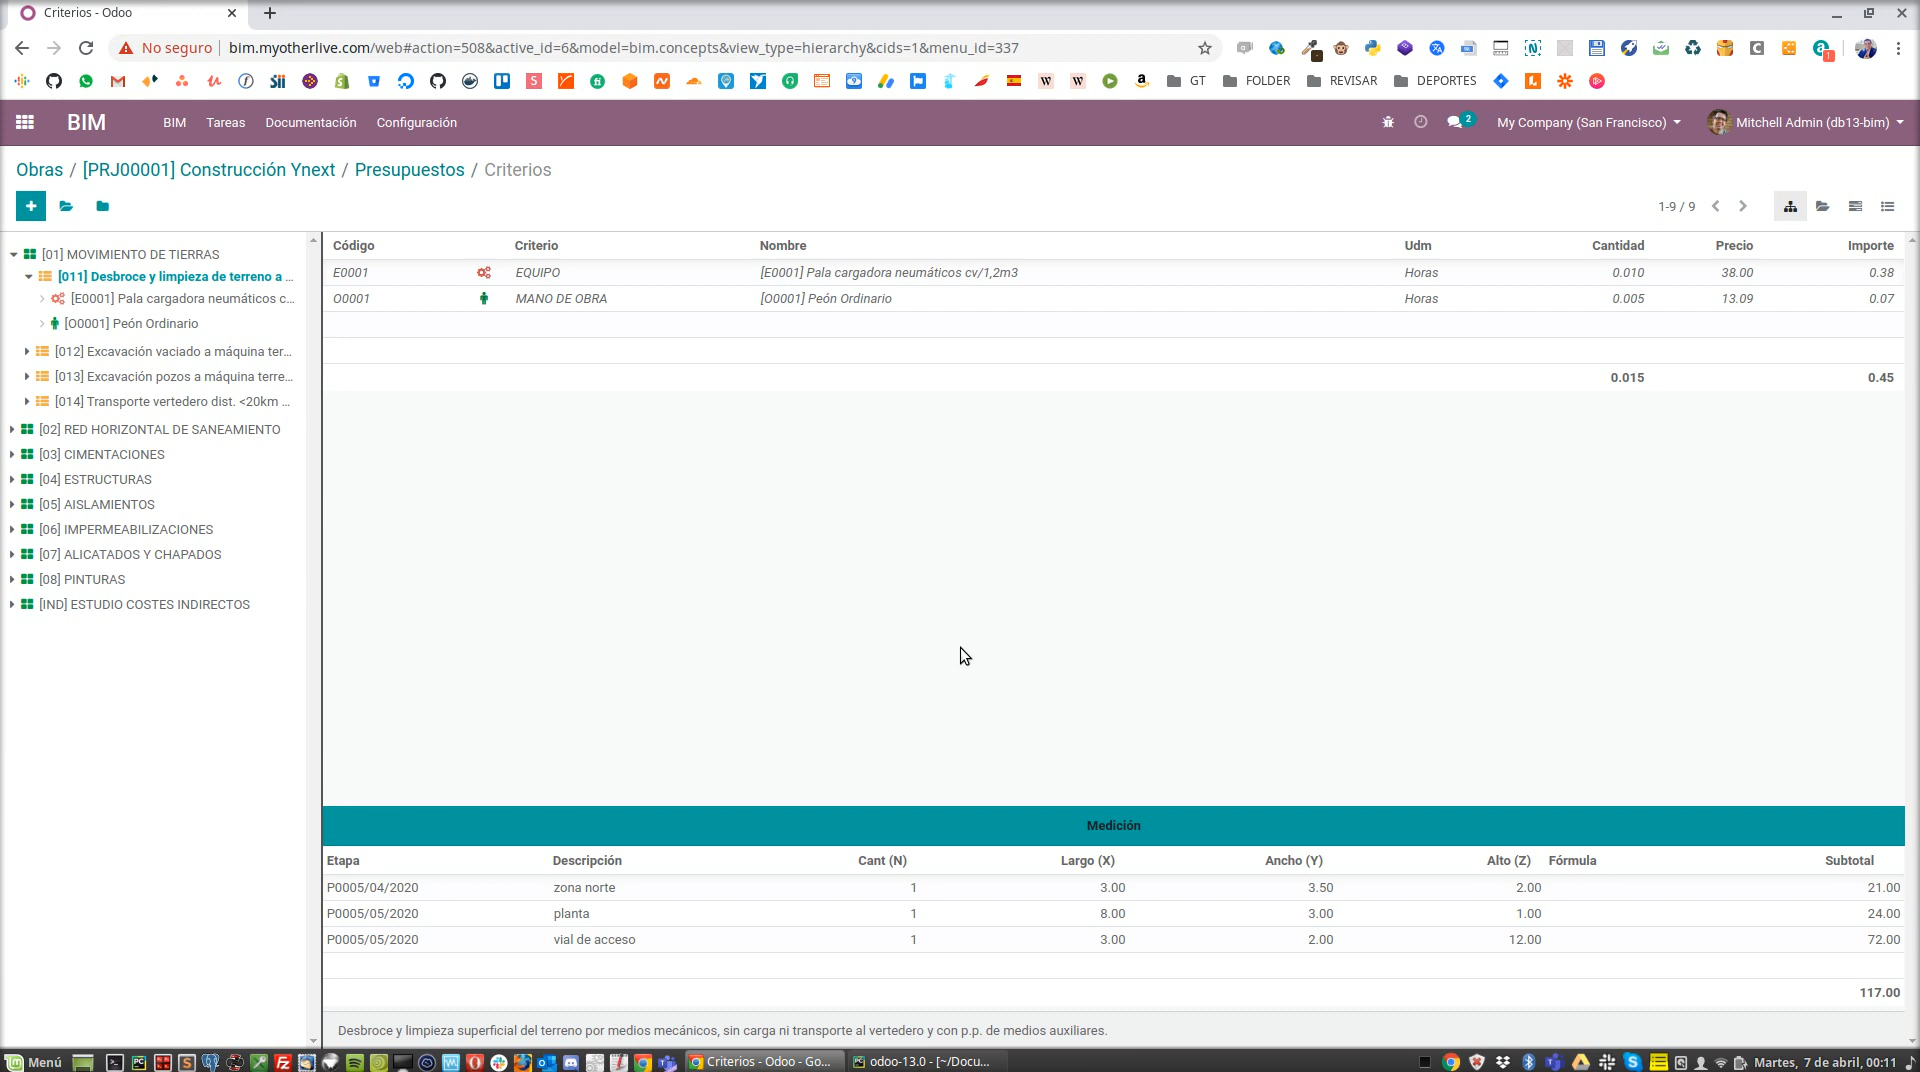 Criterios - Odoo
No seguro
bim.myotherlive.com/web#action=508&active_id=6&model=bim.concepts&view_type=hierarchy&cids=1&menu_id=337
GT FOLDER REVISAR DEPORTES
BIM BIM Tareas Documentación Configuración 2 My Company (San Francisco) Mitchell Admin (db13-bim)
Obras / [PRJ00001] Construcción Ynext / Presupuestos / Criterios
1-9 / 9
[01] MOVIMIENTO DE TIERRAS
[011] Desbroce y limpieza de terreno a ...
[E0001] Pala cargadora neumáticos c...
[O0001] Peón Ordinario
[012] Excavación vaciado a máquina ter...
[013] Excavación pozos a máquina terre...
[014] Transporte vertedero dist. <20km ...
[02] RED HORIZONTAL DE SANEAMIENTO
[03] CIMENTACIONES
[04] ESTRUCTURAS
[05] AISLAMIENTOS
[06] IMPERMEABILIZACIONES
[07] ALICATADOS Y CHAPADOS
[08] PINTURAS
[IND] ESTUDIO COSTES INDIRECTOS
Código Criterio Nombre Udm Cantidad Precio Importe
E0001 EQUIPO [E0001] Pala cargadora neumáticos cv/1,2m3 Horas 0.010 38.00 0.38
O0001 MANO DE OBRA [O0001] Peón Ordinario Horas 0.005 13.09 0.07
0.015 0.45
Medición
Etapa Descripción Cant (N) Largo (X) Ancho (Y) Alto (Z) Fórmula Subtotal
P0005/04/2020 zona norte 1 3.00 3.50 2.00 21.00
P0005/05/2020 planta 1 8.00 3.00 1.00 24.00
P0005/05/2020 vial de acceso 1 3.00 2.00 12.00 72.00
117.00
Desbroce y limpieza superficial del terreno por medios mecánicos, sin carga ni transporte al vertedero y con p.p. de medios auxiliares.
Menú Criterios - Odoo - Go... odoo-13.0 - [~/Docu... Martes, 7 de abril, 00:11